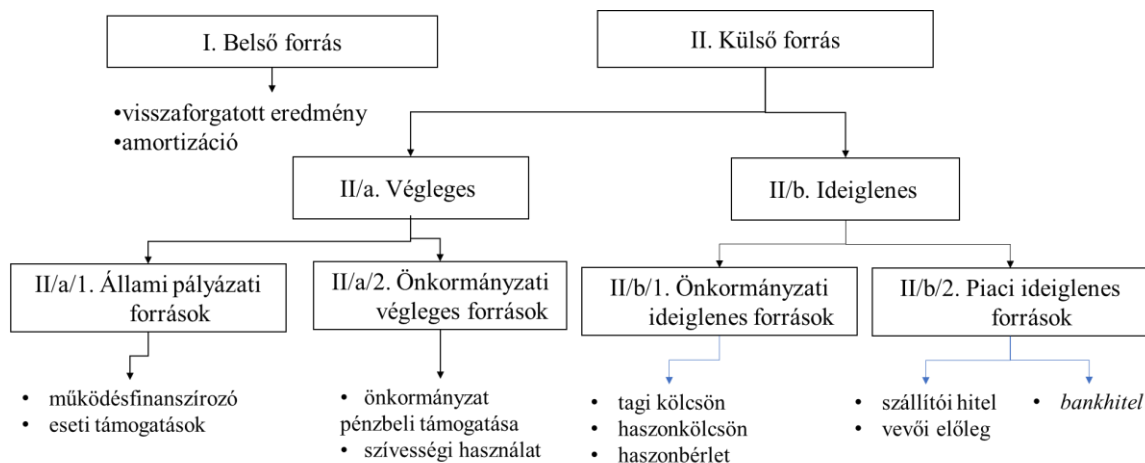 I. Belső forrás
II. Külső forrás
•visszaforgatott eredmény
•amortizáció
II/a. Végleges
II/b. Ideiglenes
II/a/1. Állami pályázati
források
II/a/2. Önkormányzati
végleges források
II/b/1. Önkormányzati
ideiglenes források
II/b/2. Piaci ideiglenes
források
• működésfinanszírozó
• eseti támogatások
• önkormányzat
pénzbeli támogatása
• szívességi használat
• tagi kölcsön
• haszonkölcsön
• haszonbérlet
• szállítói hitel
• vevői előleg
• bankhitel